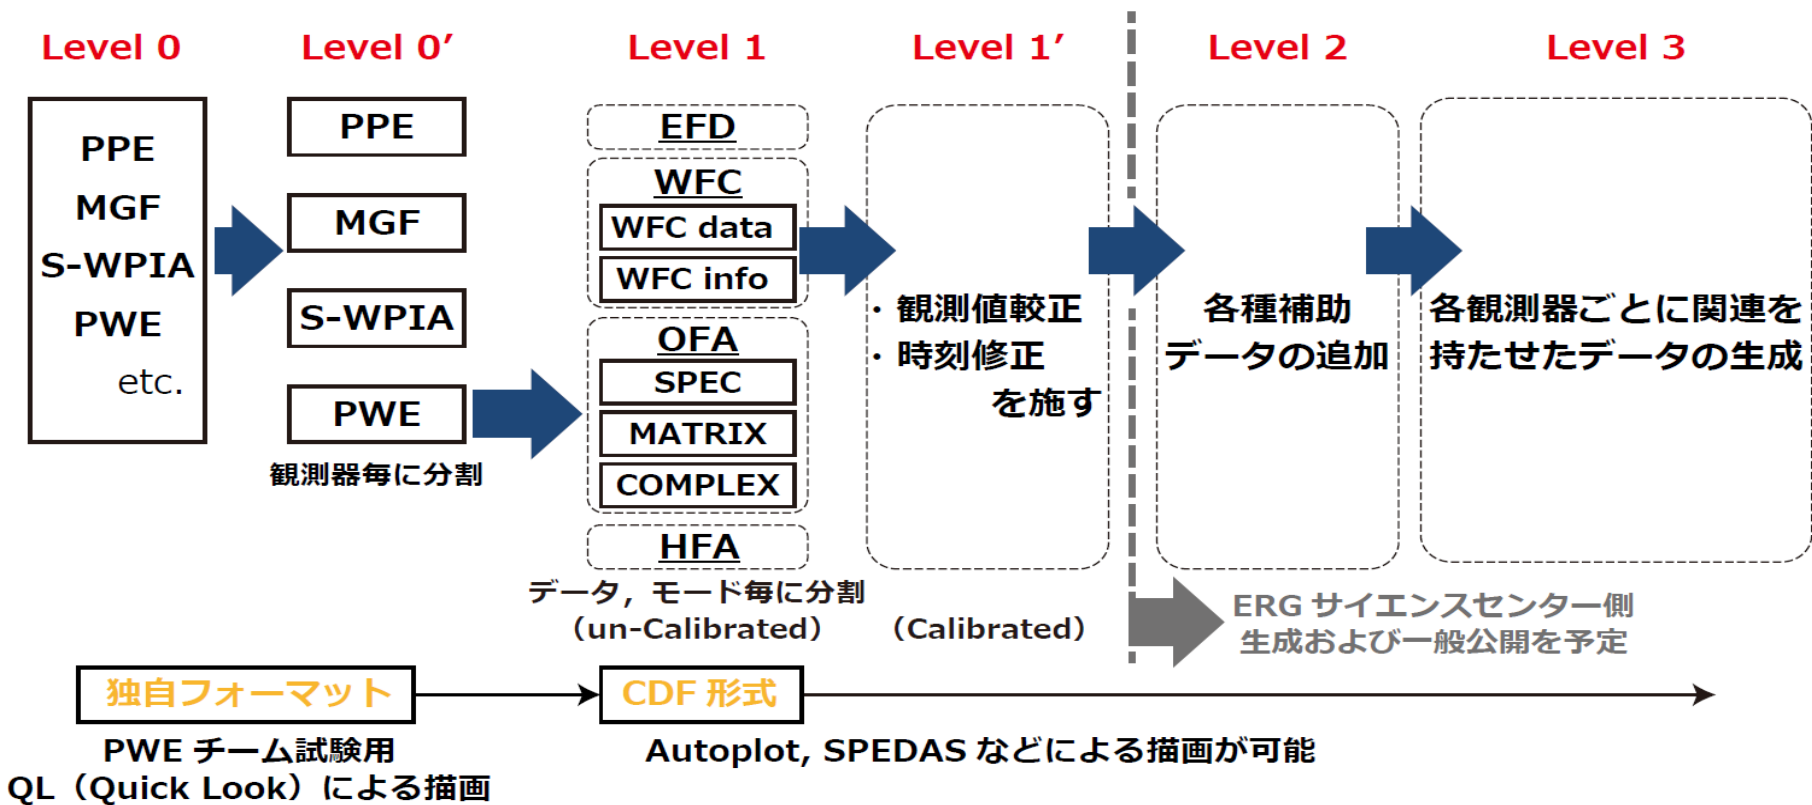 Level 0
Level 0′
Level 1
Level 1′
Level 2
Level 3
PPE
MGF
S-WPIA
PWE
etc.
PPE
MGF
S-WPIA
PWE
観測器毎に分割
EFD
WFC
WFC data
WFC info
OFA
SPEC
MATRIX
COMPLEX
HFA
データ, モード毎に分割
（un-Calibrated）
・観測値較正
・時刻修正
を施す
（Calibrated）
各種補助
データの追加
各観測器ごとに関連を
持たせたデータの生成
ERG サイエンスセンター側
生成および一般公開を予定
独自フォーマット
CDF 形式
PWE チーム試験用
QL（Quick Look）による描画
Autoplot, SPEDAS などによる描画が可能